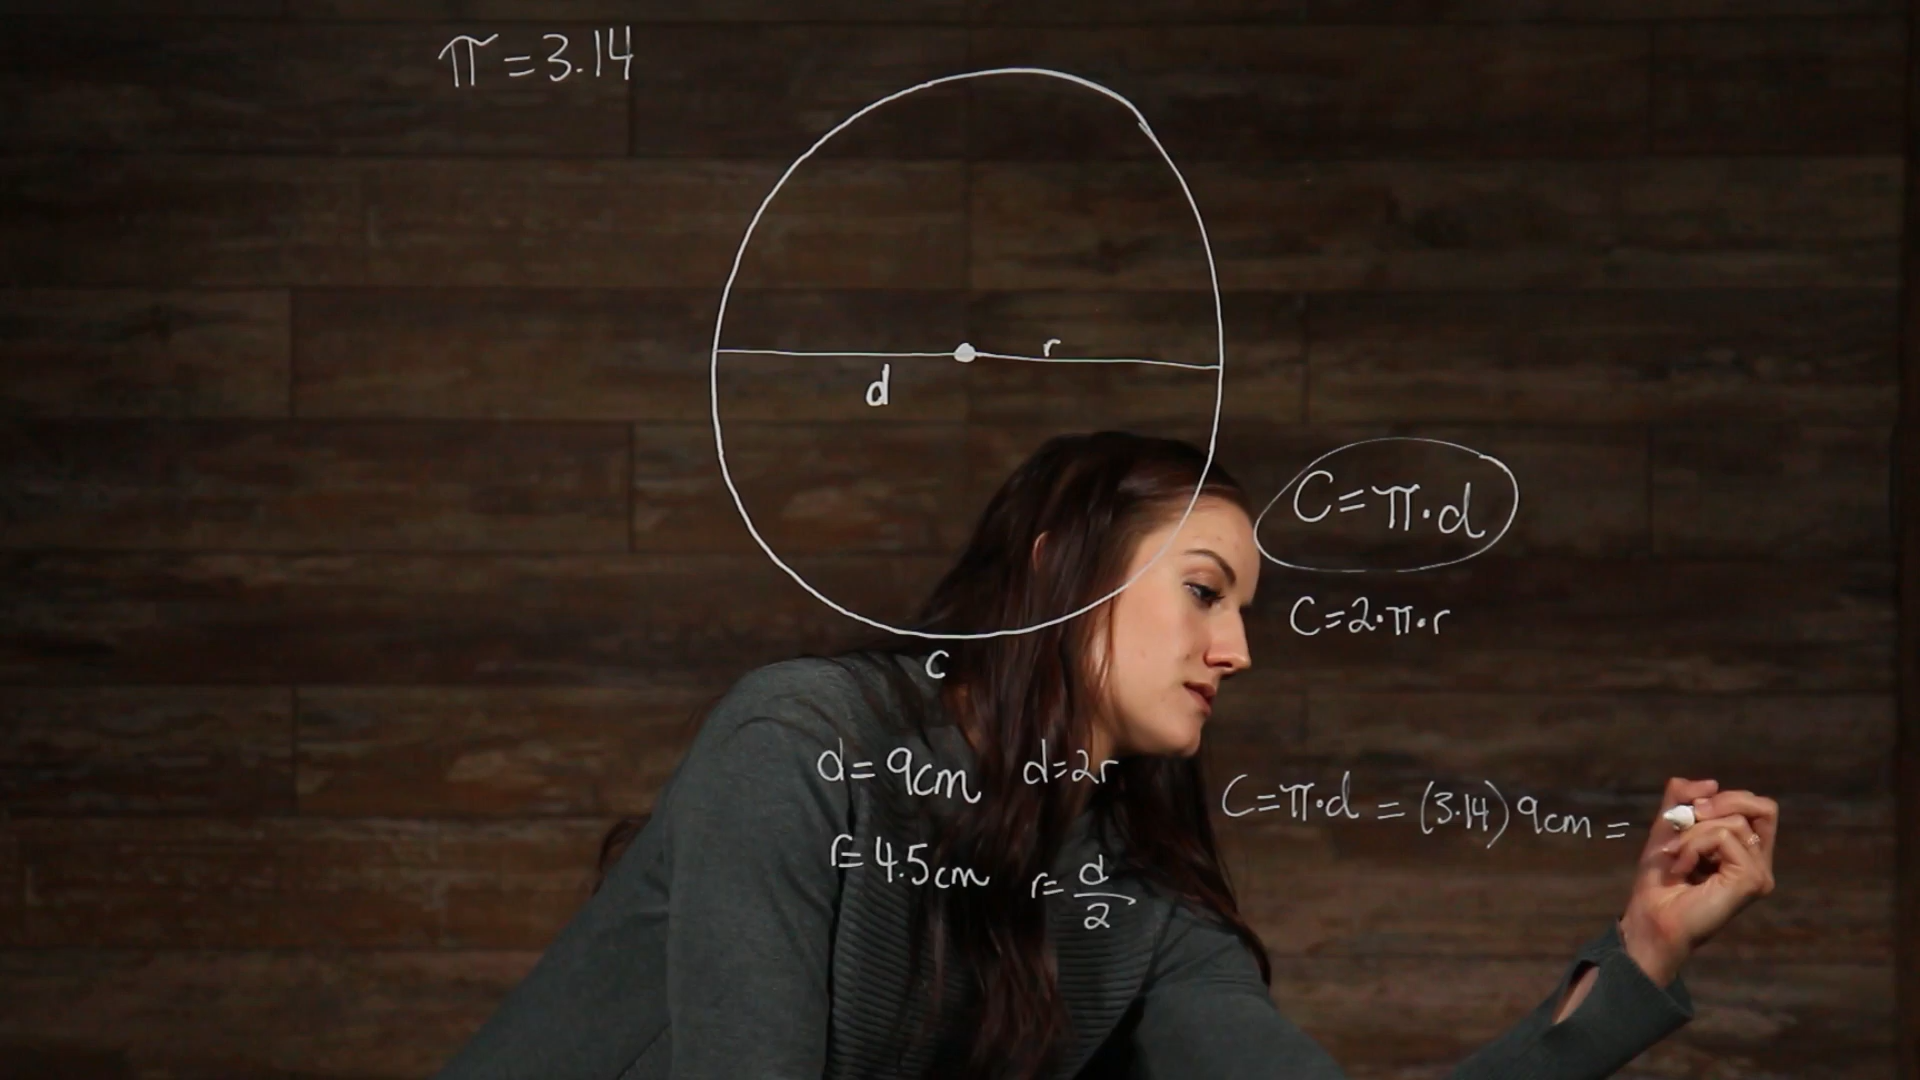 π = 3.14
r
d
C = π · d
C = 2 · π · r
c
d = 9cm d = 2r
C = π · d = (3.14) 9cm =
r = 4.5cm r = d/2